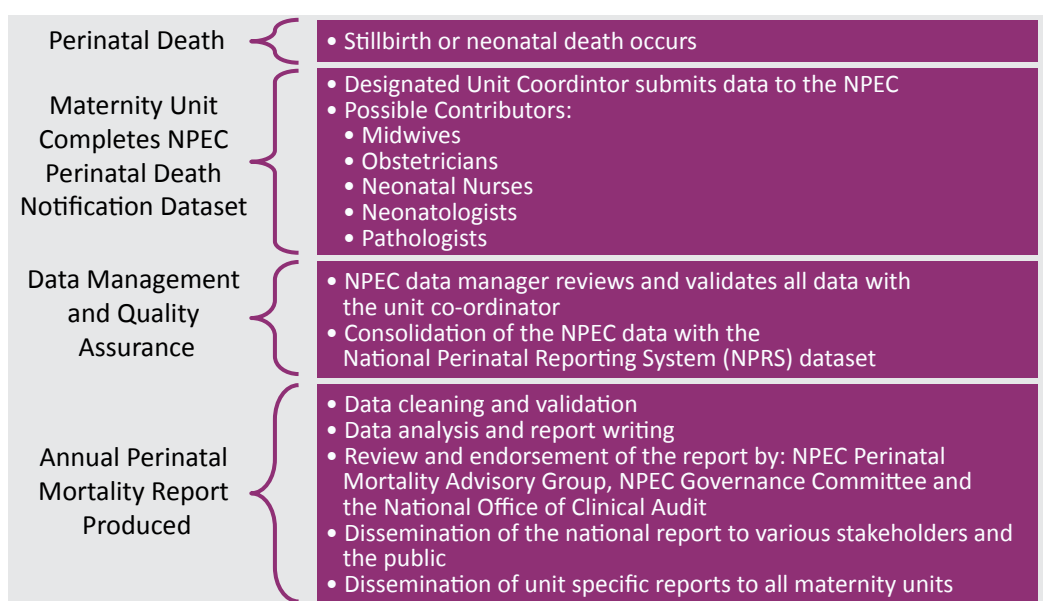 Perinatal Death
• Stillbirth or neonatal death occurs
Maternity Unit
Completes NPEC
Perinatal Death
Notification Dataset
• Designated Unit Coordintor submits data to the NPEC
• Possible Contributors:
• Midwives
• Obstetricians
• Neonatal Nurses
• Neonatologists
• Pathologists
Data Management
and Quality
Assurance
• NPEC data manager reviews and validates all data with
the unit co-ordinator
• Consolidation of the NPEC data with the
National Perinatal Reporting System (NPRS) dataset
Annual Perinatal
Mortality Report
Produced
• Data cleaning and validation
• Data analysis and report writing
• Review and endorsement of the report by: NPEC Perinatal
Mortality Advisory Group, NPEC Governance Committee and
the National Office of Clinical Audit
• Dissemination of the national report to various stakeholders and
the public
• Dissemination of unit specific reports to all maternity units